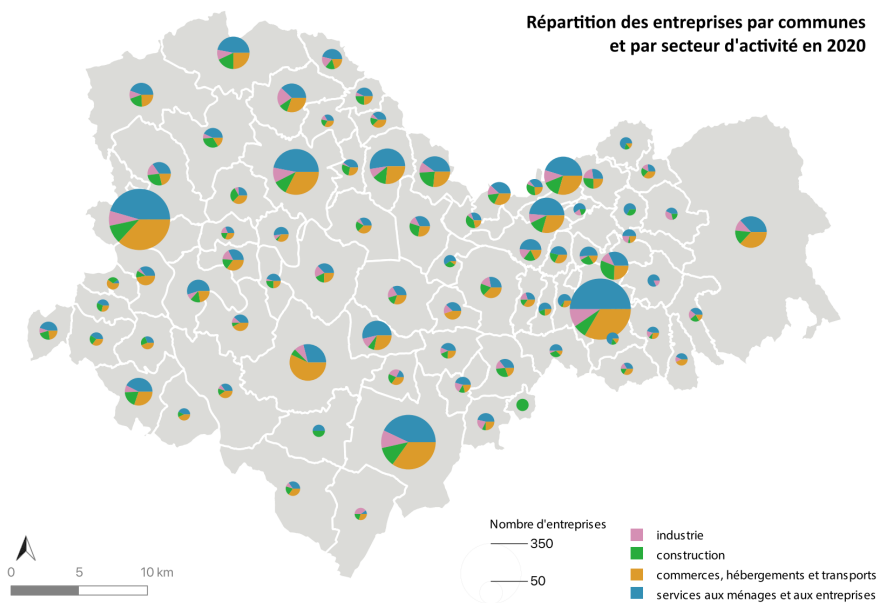 Répartition des entreprises par communes
et par secteur d'activité en 2020
Nombre d'entreprises
350
50
industrie
construction
commerces, hébergements et transports
services aux ménages et aux entreprises
0 5 10 km